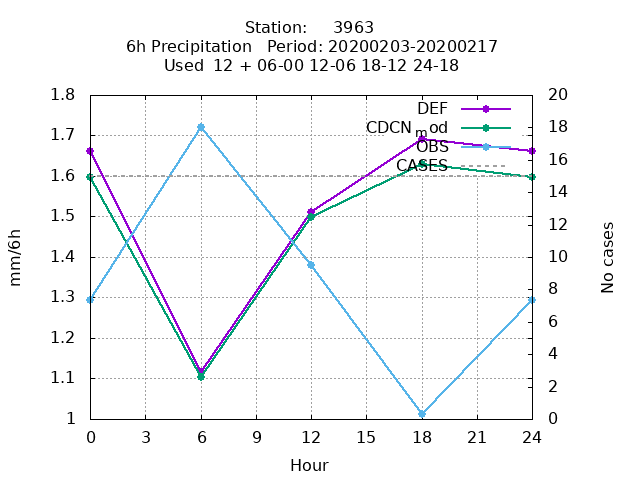 Station: 3963
6h Precipitation Period: 20200203-20200217
Used 12 + 06-00 12-06 18-12 24-18
1.8
1.7
1.6
1.5
1.4
1.3
1.2
1.1
1
20
18
16
14
12
10
8
6
4
2
0
0 3 6 9 12 15 18 21 24
mm/6h
No cases
Hour
DEF
CDCN_mod
OBS
CASES